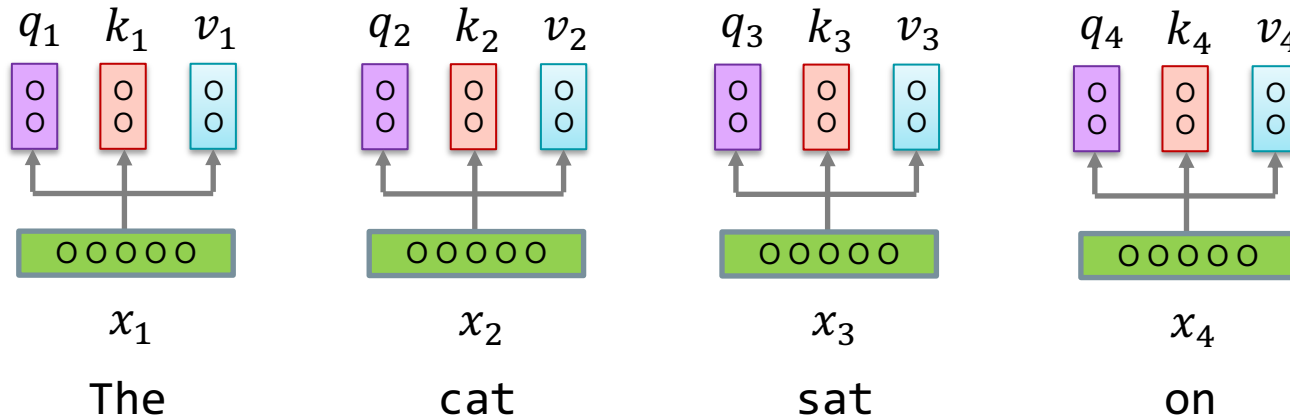 q₁ k₁ v₁ q₂ k₂ v₂ q₃ k₃ v₃ q₄ k₄ v₄
O O O O O O O O O O O O
O O O O O O O O O O O O
O O O O O O O O O O O O O O O O O O O O
x₁ x₂ x₃ x₄
The cat sat on